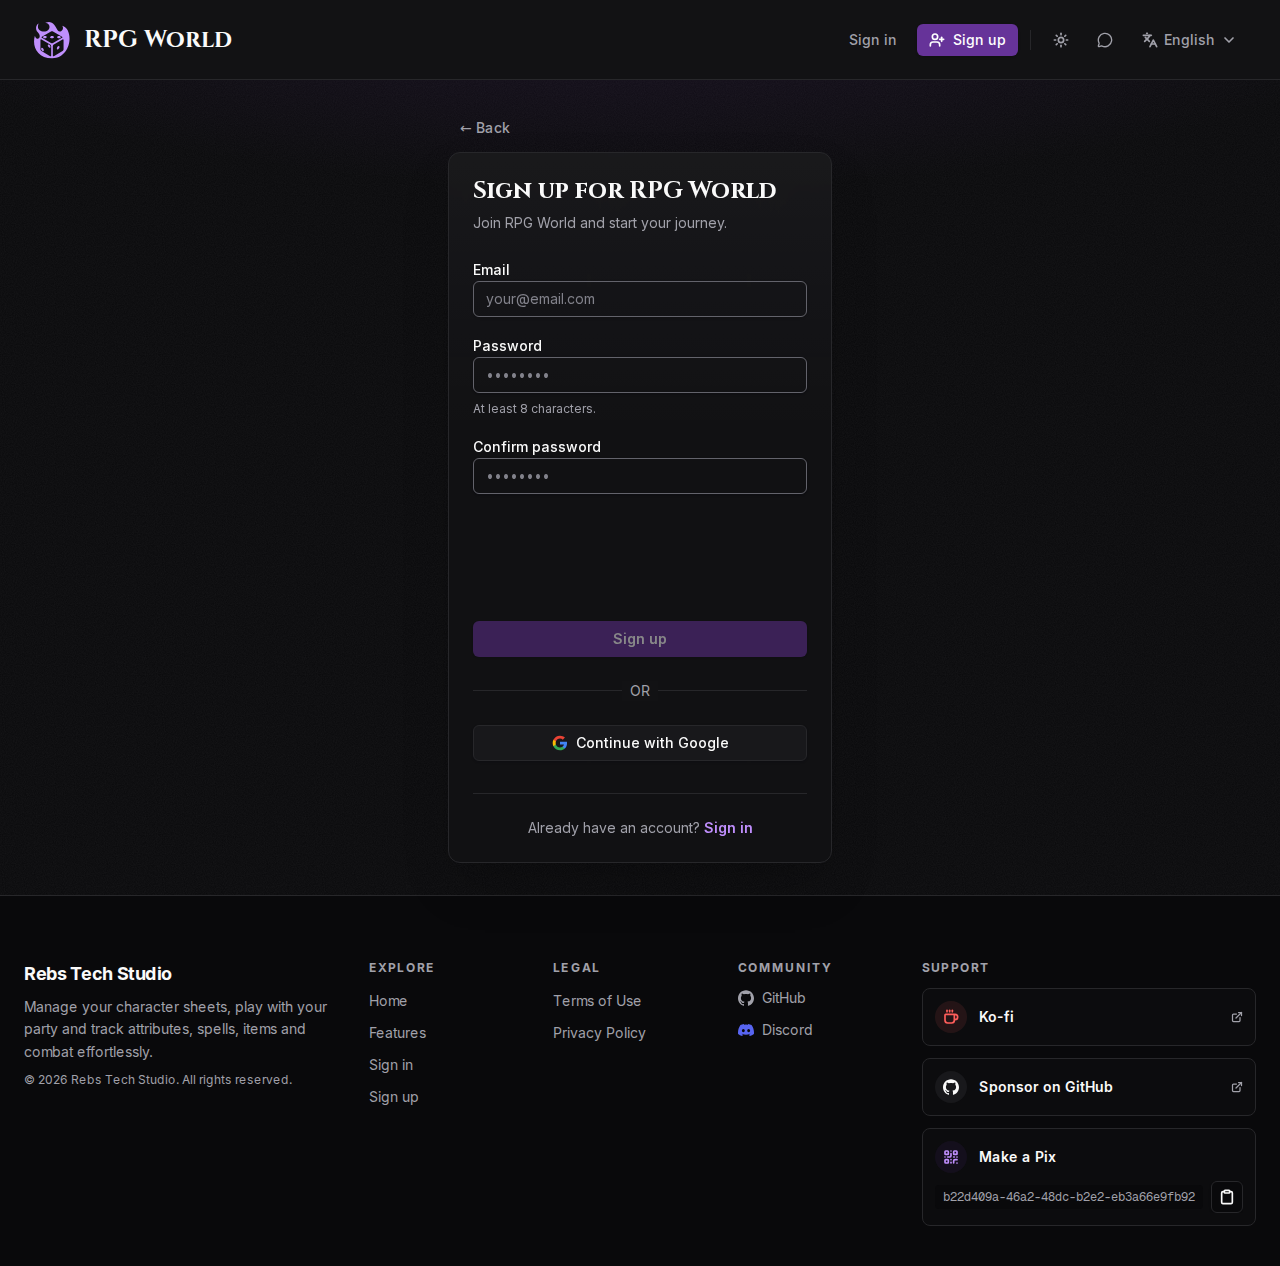 RPG World
Sign in
Sign up
English
← Back
Sign up for RPG World
Join RPG World and start your journey.
Email
your@email.com
Password
••••••••
At least 8 characters.
Confirm password
••••••••
Sign up
OR
Continue with Google
Already have an account? Sign in
Rebs Tech Studio
Manage your character sheets, play with your
party and track attributes, spells, items and
combat effortlessly.
© 2026 Rebs Tech Studio. All rights reserved.
EXPLORE
Home
Features
Sign in
Sign up
LEGAL
Terms of Use
Privacy Policy
COMMUNITY
GitHub
Discord
SUPPORT
Ko-fi
Sponsor on GitHub
Make a Pix
b22d409a-46a2-48dc-b2e2-eb3a66e9fb92